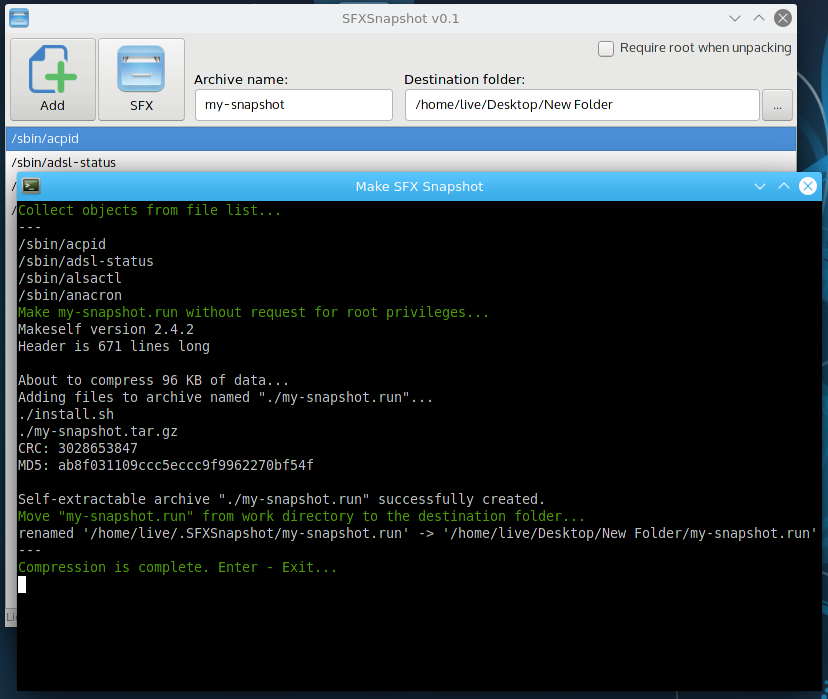 SFXSnapshot v0.1
Require root when unpacking
Add
SFX
Archive name:
Destination folder:
my-snapshot
/home/live/Desktop/New Folder
...
/sbin/acpid
/sbin/adsl-status
Make SFX Snapshot
Collect objects from file list...
---
/sbin/acpid
/sbin/adsl-status
/sbin/alsactl
/sbin/anacron
Make my-snapshot.run without request for root privileges...
Makeself version 2.4.2
Header is 671 lines long
About to compress 96 KB of data...
Adding files to archive named "./my-snapshot.run"...
./install.sh
./my-snapshot.tar.gz
CRC: 3028653847
MD5: ab8f031109ccc5eccc9f9962270bf54f
Self-extractable archive "./my-snapshot.run" successfully created.
Move "my-snapshot.run" from work directory to the destination folder...
renamed '/home/live/.SFXSnapshot/my-snapshot.run' -> '/home/live/Desktop/New Folder/my-snapshot.run'
---
Compression is complete. Enter - Exit...